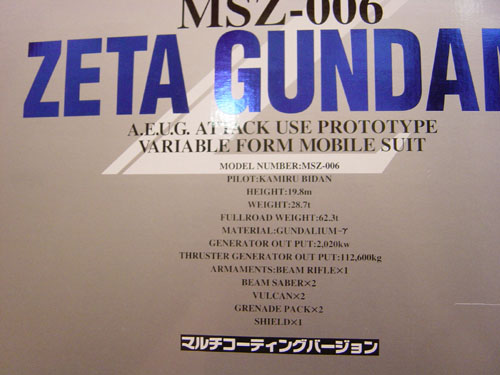 MSZ-006
ZETA GUNDAM
A.E.U.G. ATTACK USE PROTOTYPE
VARIABLE FORM MOBILE SUIT
MODEL NUMBER:MSZ-006
PILOT:KAMIRU BIDAN
HEIGHT:19.8m
WEIGHT:28.7t
FULLROAD WEIGHT:62.3t
MATERIAL:GUNDALIUM-γ
GENERATOR OUT PUT:2,020kw
THRUSTER GENERATOR OUT PUT:112,600kg
ARMAMENTS:BEAM RIFLE×1
BEAM SABER×2
VULCAN×2
GRENADE PACK×2
SHIELD×1
マルチコーティングバージョン